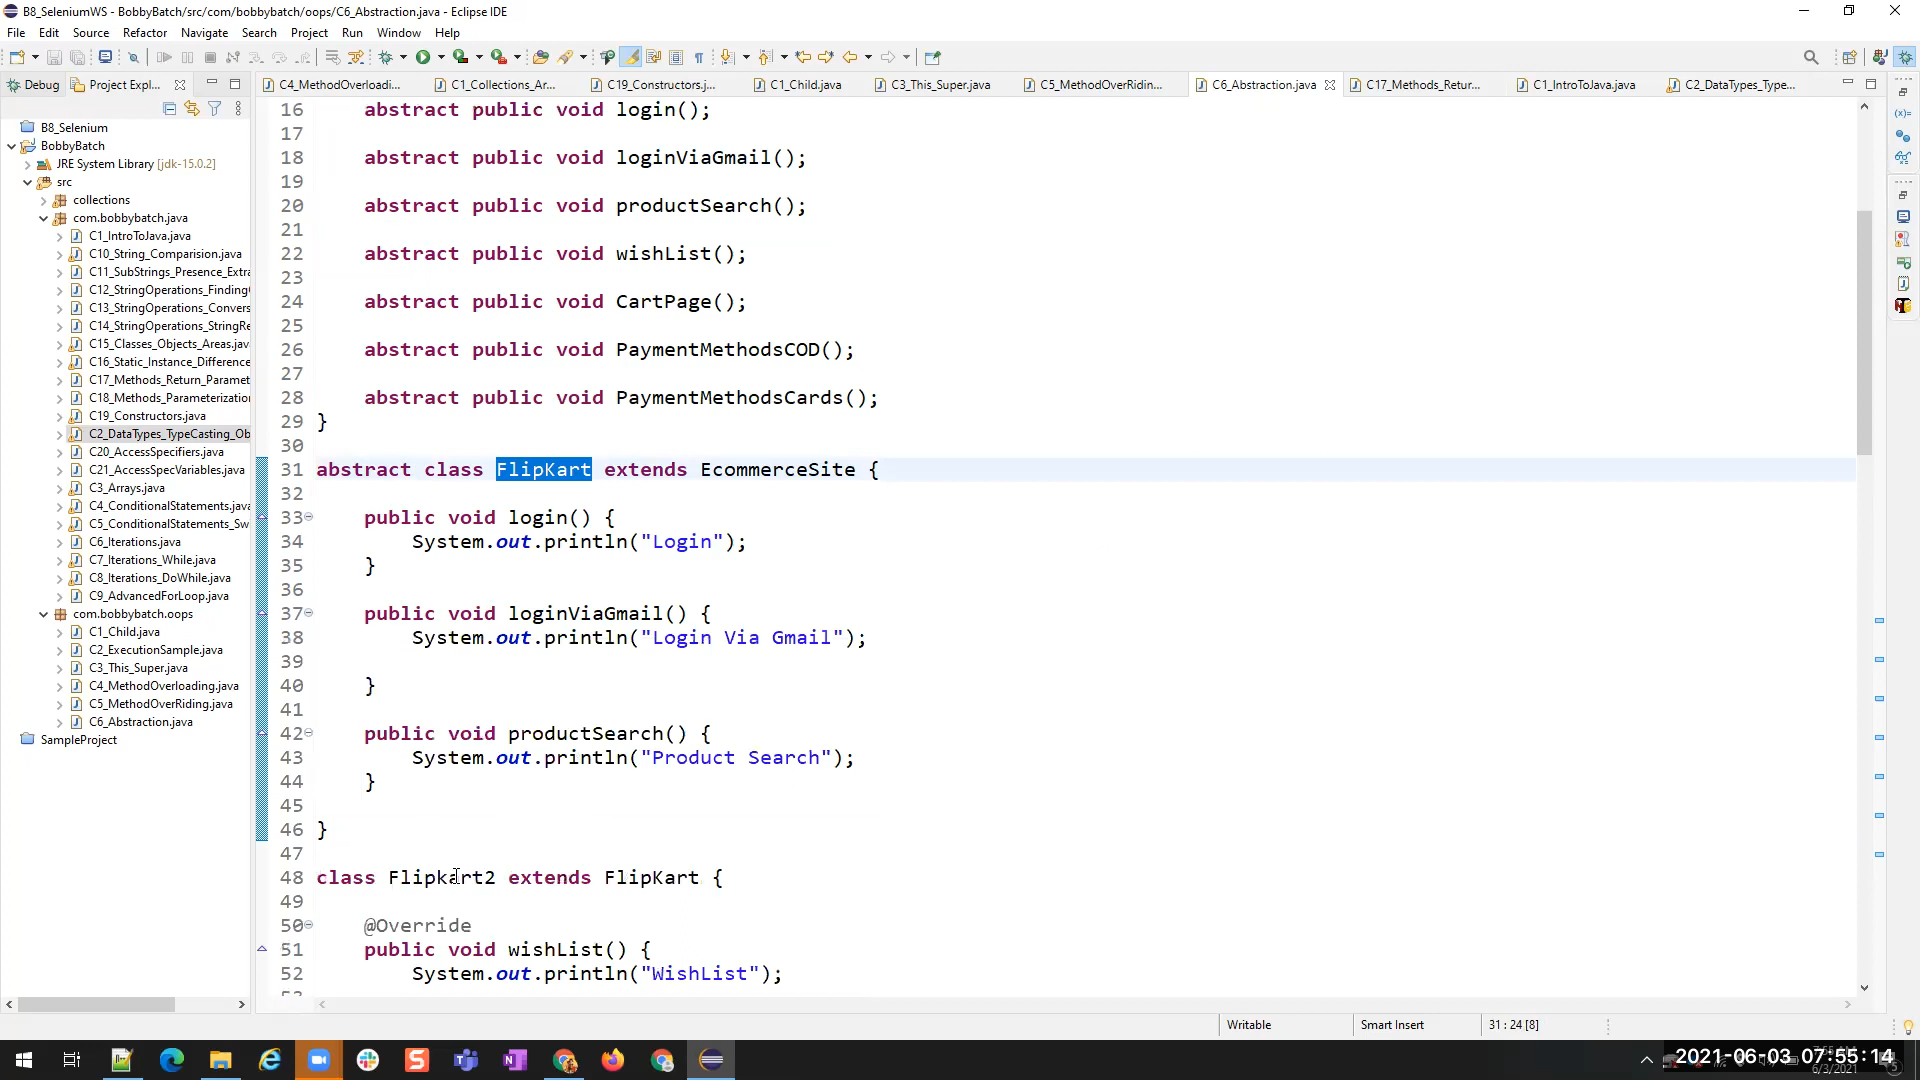 B8_SeleniumWS - BobbyBatch/src/com/bobbybatch/oops/C6_Abstraction.java - Eclipse IDE
File Edit Source Refactor Navigate Search Project Run Window Help
Debug Project Expl...
C4_MethodOverloadi... C1_Collections_Ar... C19_Constructors.j... C1_Child.java C3_This_Super.java C5_MethodOverRidin... C6_Abstraction.java C17_Methods_Retur... C1_IntroToJava.java C2_DataTypes_Type...
B8_Selenium
BobbyBatch
JRE System Library [jdk-15.0.2]
src
collections
com.bobbybatch.java
C1_IntroToJava.java
C10_String_Comparision.java
C11_SubStrings_Presence_Extra
C12_StringOperations_Finding
C13_StringOperations_Convers
C14_StringOperations_StringRe
C15_Classes_Objects_Areas.jav
C16_Static_Instance_Difference
C17_Methods_Return_Paramet
C18_Methods_Parameterization
C19_Constructors.java
C2_DataTypes_TypeCasting_Ob
C20_AccessSpecifiers.java
C21_AccessSpecVariables.java
C3_Arrays.java
C4_ConditionalStatements.java
C5_ConditionalStatements_Sw
C6_Iterations.java
C7_Iterations_While.java
C8_Iterations_DoWhile.java
C9_AdvancedForLoop.java
com.bobbybatch.oops
C1_Child.java
C2_ExecutionSample.java
C3_This_Super.java
C4_MethodOverloading.java
C5_MethodOverRiding.java
C6_Abstraction.java
SampleProject
16 abstract public void login();
17
18 abstract public void loginViaGmail();
19
20 abstract public void productSearch();
21
22 abstract public void wishList();
23
24 abstract public void CartPage();
25
26 abstract public void PaymentMethodsCOD();
27
28 abstract public void PaymentMethodsCards();
29 }
30
31 abstract class FlipKart extends EcommerceSite {
32
33 public void login() {
34 System.out.println("Login");
35 }
36
37 public void loginViaGmail() {
38 System.out.println("Login Via Gmail");
39
40 }
41
42 public void productSearch() {
43 System.out.println("Product Search");
44 }
45
46 }
47
48 class Flipkart2 extends FlipKart {
49
50 @Override
51 public void wishList() {
52 System.out.println("WishList");
Writable Smart Insert 31 : 24 [8]
2021-06-03 07:55:14
6/3/2021